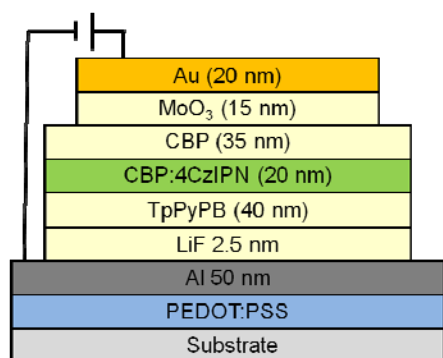 Au (20 nm)
MoO₃ (15 nm)
CBP (35 nm)
CBP:4CzIPN (20 nm)
TpPyPB (40 nm)
LiF 2.5 nm
Al 50 nm
PEDOT:PSS
Substrate